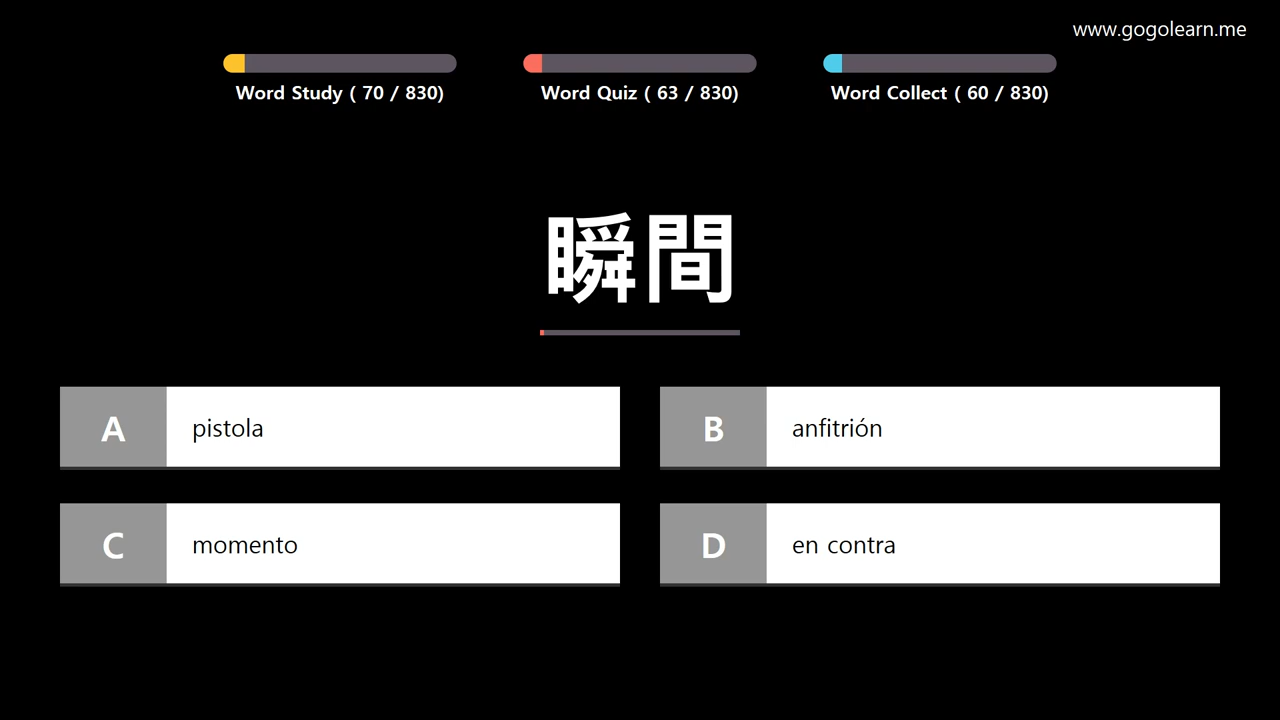 www.gogolearn.me
Word Study ( 70 / 830)
Word Quiz ( 63 / 830)
Word Collect ( 60 / 830)
瞬間
A pistola
B anfitrión
C momento
D en contra